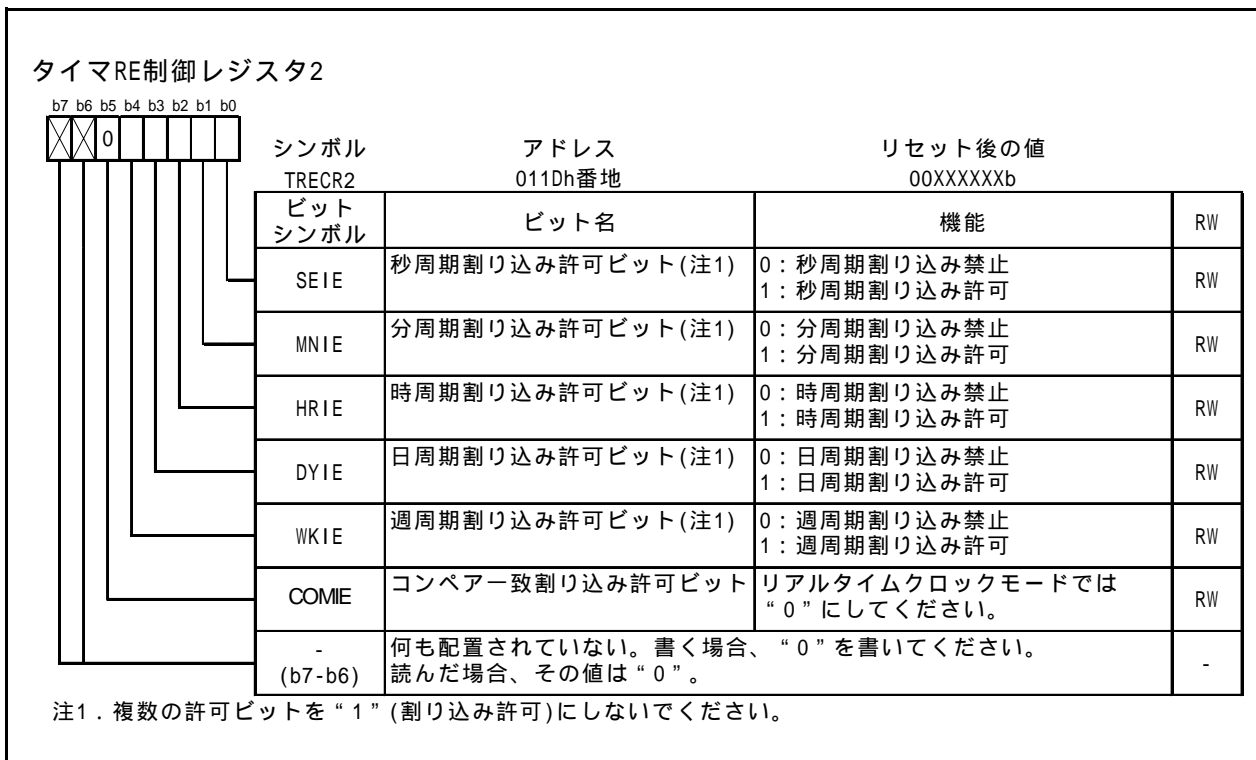 タイマRE制御レジスタ2
b7 b6 b5 b4 b3 b2 b1 b0
0
シンボル アドレス リセット後の値
TRECR2 011Dh番地 00XXXXXXb
ビット
シンボル ビット名 機能 RW
SEIE 秒周期割り込み許可ビット(注1) 0:秒周期割り込み禁止
1:秒周期割り込み許可 RW
MNIE 分周期割り込み許可ビット(注1) 0:分周期割り込み禁止
1:分周期割り込み許可 RW
HRIE 時周期割り込み許可ビット(注1) 0:時周期割り込み禁止
1:時周期割り込み許可 RW
DYIE 日周期割り込み許可ビット(注1) 0:日周期割り込み禁止
1:日周期割り込み許可 RW
WKIE 週周期割り込み許可ビット(注1) 0:週周期割り込み禁止
1:週周期割り込み許可 RW
COMIE コンペア一致割り込み許可ビット リアルタイムクロックモードでは
“0”にしてください。 RW
-
(b7-b6) 何も配置されていない。書く場合、“0”を書いてください。
読んだ場合、その値は“0”。 -
注1.複数の許可ビットを“1”(割り込み許可)にしないでください。